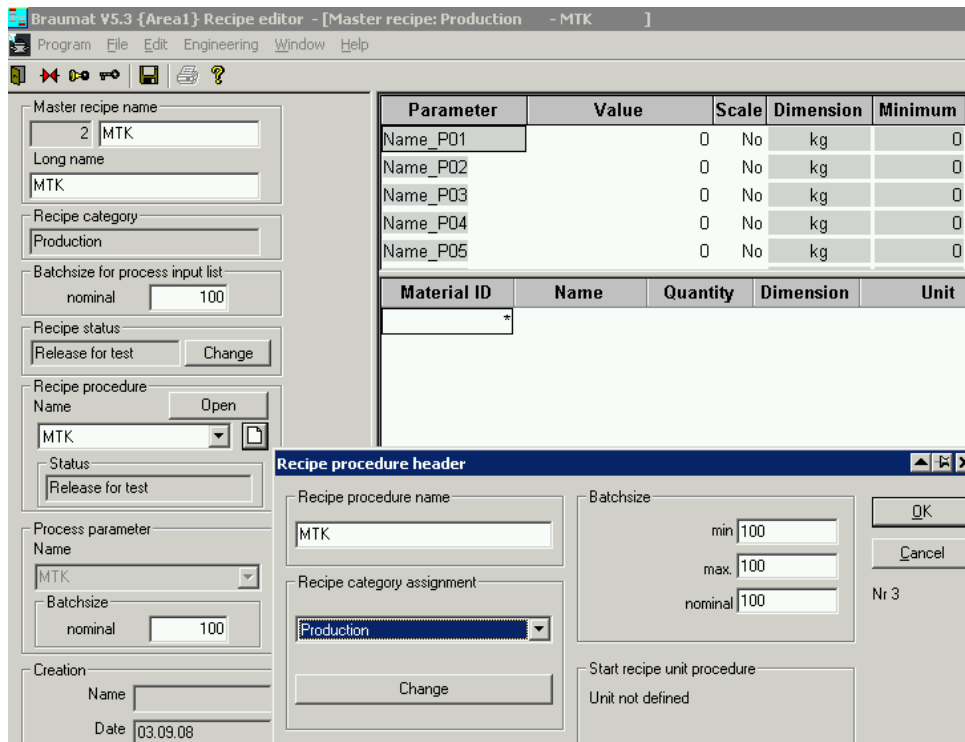 Braumat V5.3 {Area1} Recipe editor - [Master recipe: Production - MTK ]
Program File Edit Engineering Window Help
Master recipe name
2 MTK
Long name
MTK
Recipe category
Production
Batchsize for process input list
nominal 100
Recipe status
Release for test Change
Recipe procedure
Name Open
MTK
Status
Release for test
Process parameter
Name
MTK
Batchsize
nominal 100
Creation
Name
Date 03.09.08
Parameter Value Scale Dimension Minimum
Name_P01 0 No kg 0
Name_P02 0 No kg 0
Name_P03 0 No kg 0
Name_P04 0 No kg 0
Name_P05 0 No kg 0
Material ID Name Quantity Dimension Unit
*
Recipe procedure header
Recipe procedure name
MTK
Recipe category assignment
Production
Change
Batchsize
min 100
max. 100
nominal 100
Start recipe unit procedure
Unit not defined
OK
Cancel
Nr 3